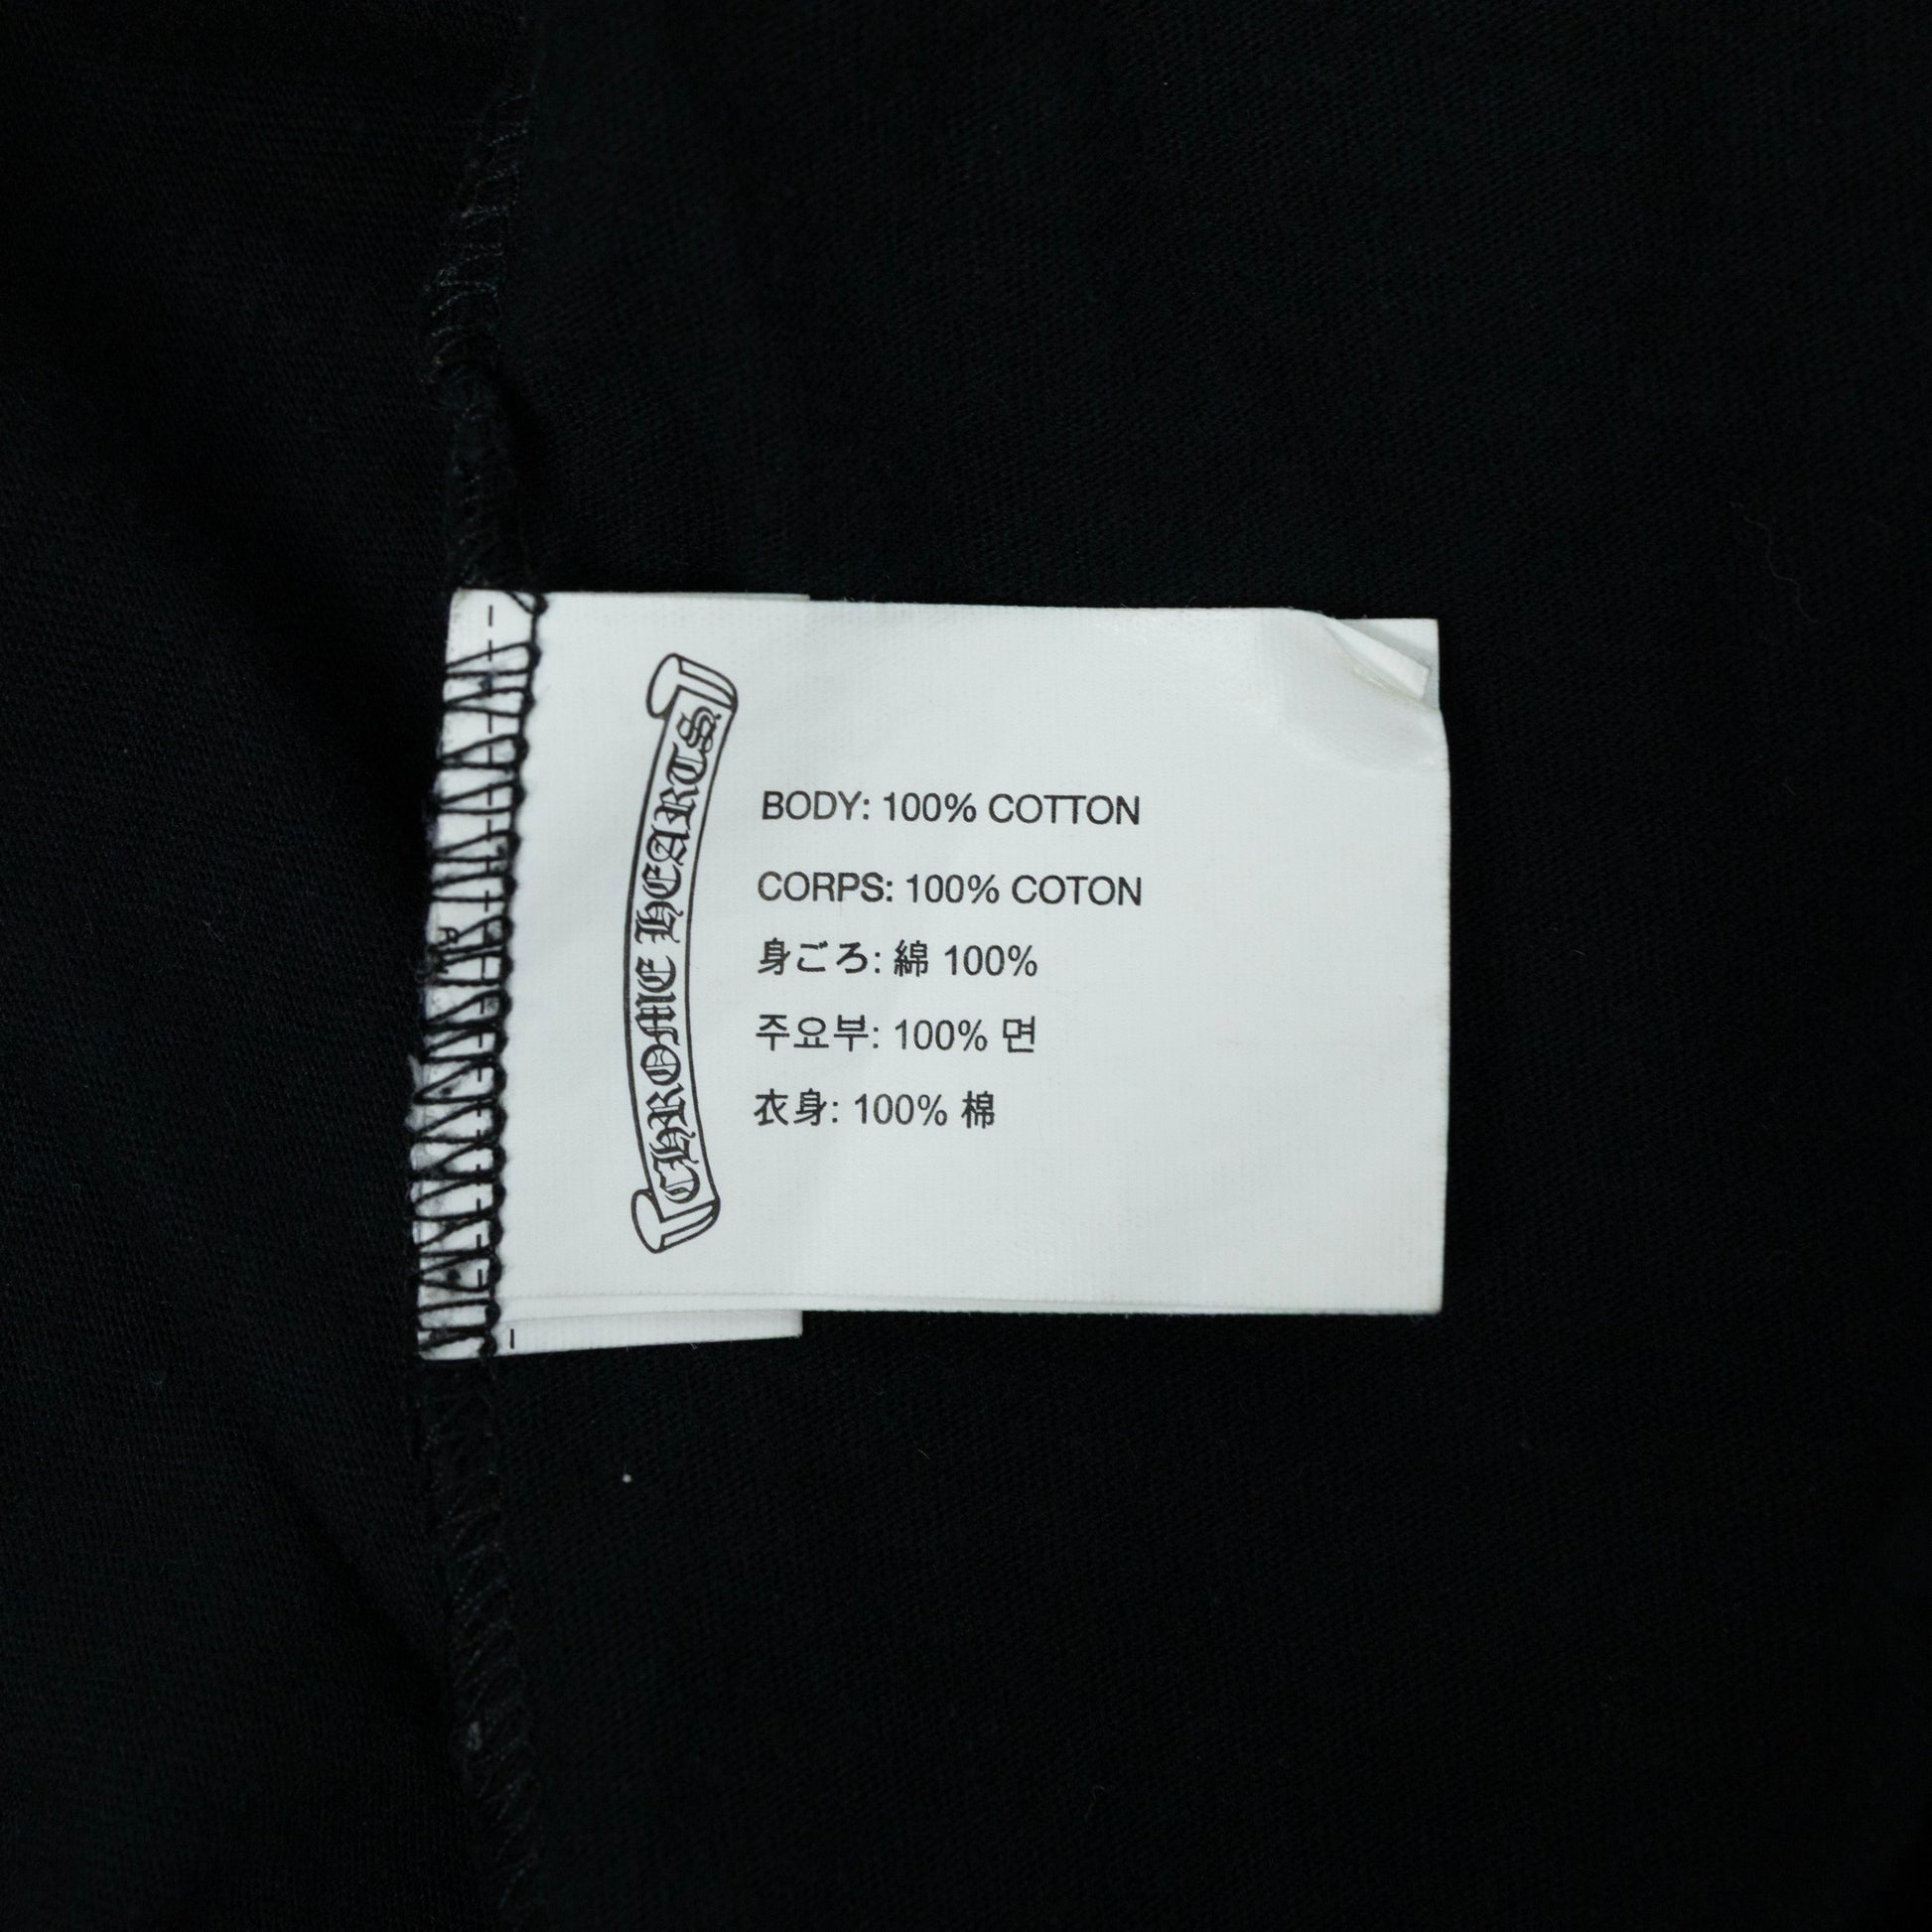 CHROME HEARTS
BODY: 100% COTTON
CORPS: 100% COTON
身ごろ: 綿 100%
주요부: 100% 면
衣身: 100% 棉